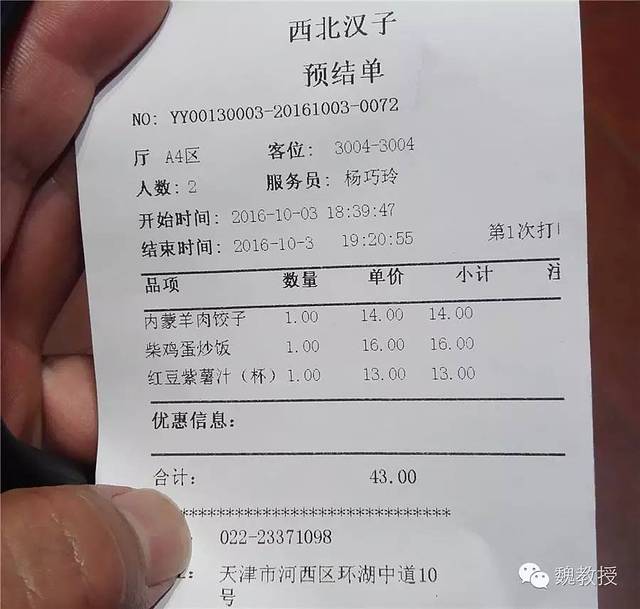 西北汉子
预结单
NO: YY00130003-20161003-0072
厅 A4区 客位: 3004-3004
人数: 2 服务员: 杨巧玲
开始时间: 2016-10-03 18:39:47
结束时间: 2016-10-3 19:20:55 第1次打
品项 数量 单价 小计 注
内蒙羊肉饺子 1.00 14.00 14.00
柴鸡蛋炒饭 1.00 16.00 16.00
红豆紫薯汁（杯） 1.00 13.00 13.00
优惠信息:
合计: 43.00
******************************
022-23371098
天津市河西区环湖中道10
号
魏教授